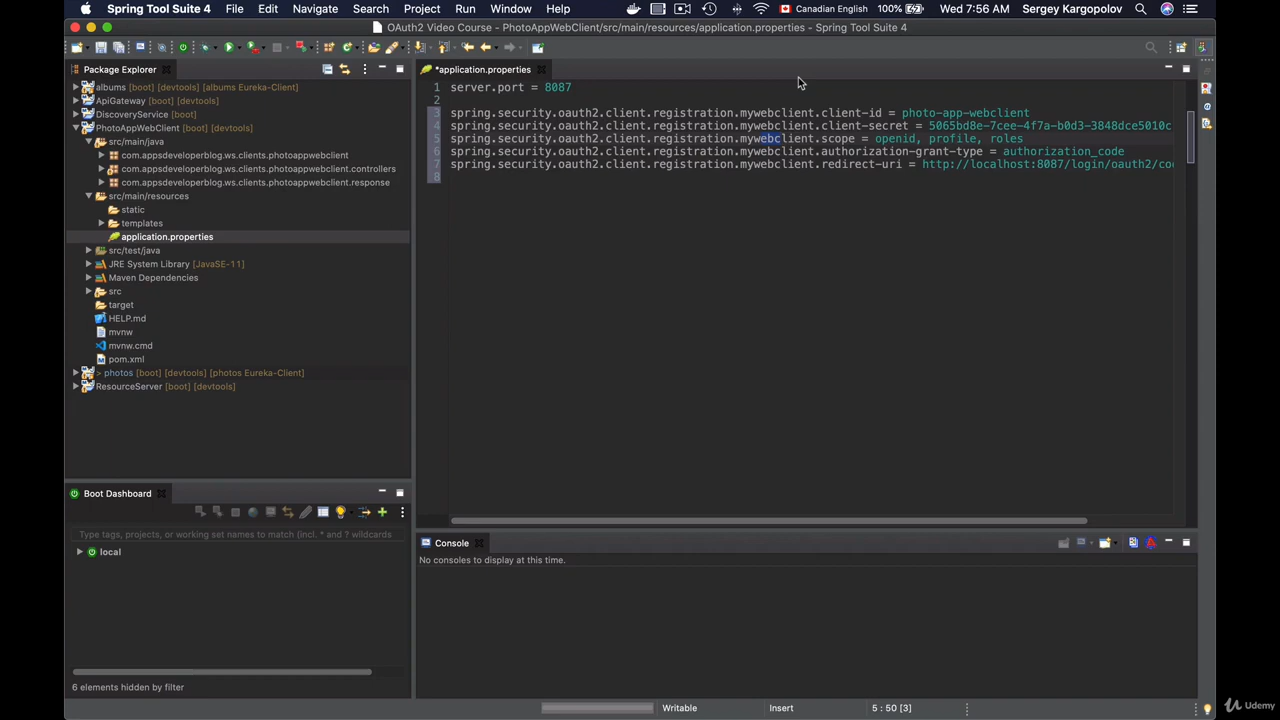 Spring Tool Suite 4 File Edit Navigate Search Project Run Window Help Canadian English 100% Wed 7:56 AM Sergey Kargopolov
OAuth2 Video Course - PhotoAppWebClient/src/main/resources/application.properties - Spring Tool Suite 4
Package Explorer
albums [boot] [devtools] [albums Eureka-Client]
ApiGateway [boot] [devtools]
DiscoveryService [boot]
PhotoAppWebClient [boot] [devtools]
src/main/java
com.appsdeveloperblog.ws.clients.photoappwebclient
com.appsdeveloperblog.ws.clients.photoappwebclient.controllers
com.appsdeveloperblog.ws.clients.photoappwebclient.response
src/main/resources
static
templates
application.properties
src/test/java
JRE System Library [JavaSE-11]
Maven Dependencies
src
target
HELP.md
mvnw
mvnw.cmd
pom.xml
> photos [boot] [devtools] [photos Eureka-Client]
ResourceServer [boot] [devtools]
*application.properties
1 server.port = 8087
2
3 spring.security.oauth2.client.registration.mywebclient.client-id = photo-app-webclient
4 spring.security.oauth2.client.registration.mywebclient.client-secret = 5065bd8e-7cee-4f7a-b0d3-3848dce5010c
5 spring.security.oauth2.client.registration.mywebclient.scope = openid, profile, roles
6 spring.security.oauth2.client.registration.mywebclient.authorization-grant-type = authorization_code
7 spring.security.oauth2.client.registration.mywebclient.redirect-uri = http://localhost:8087/login/oauth2/co
8
Boot Dashboard
Type tags, projects, or working set names to match (incl. * and ? wildcards
local
6 elements hidden by filter
Console
No consoles to display at this time.
Writable Insert 5 : 50 [3]
Udemy